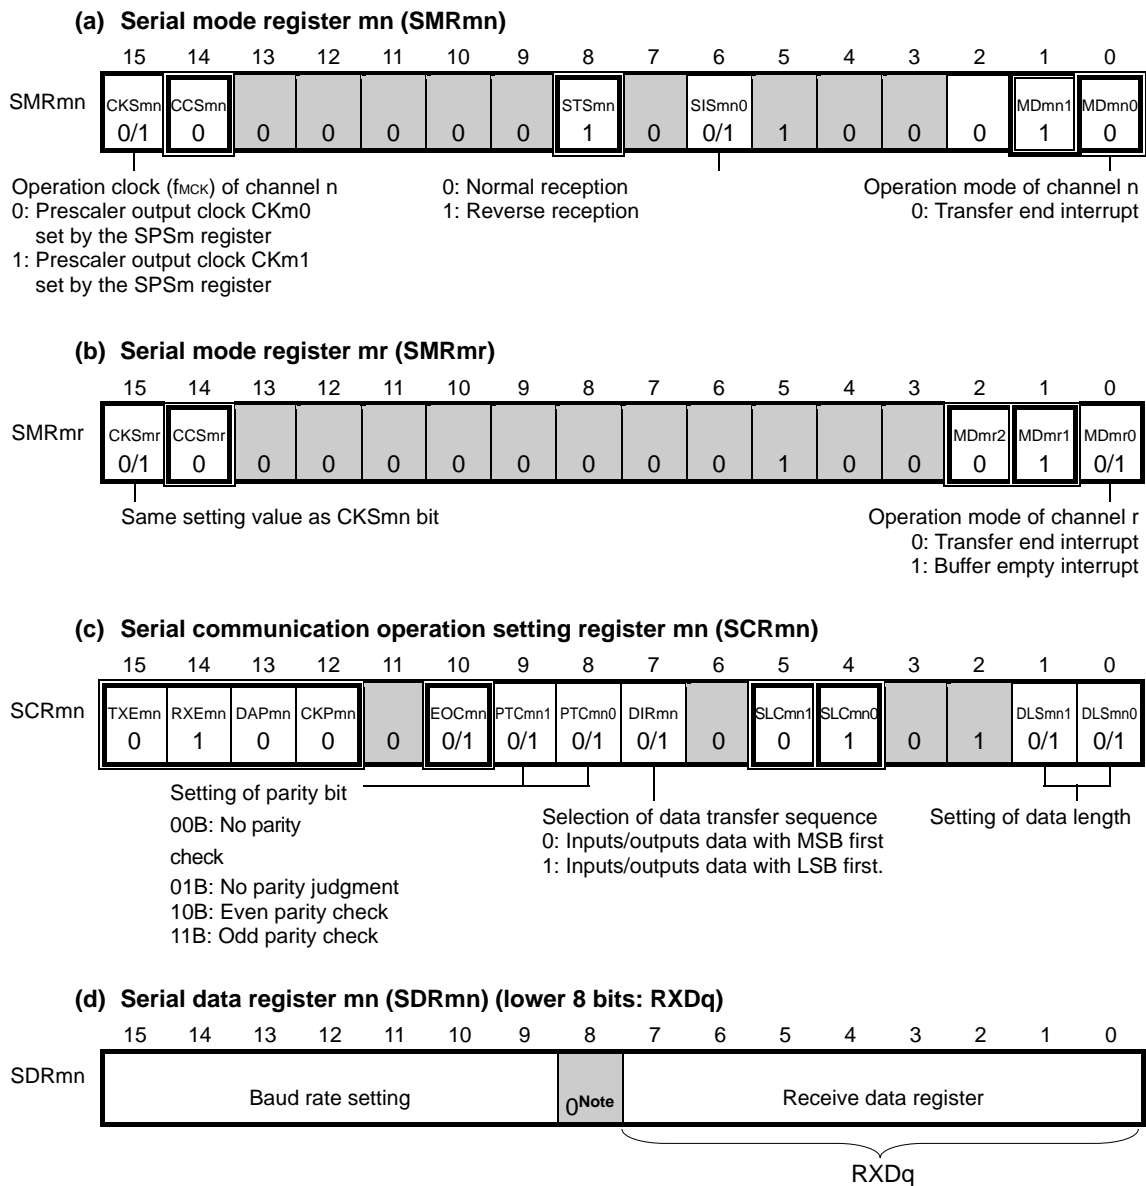 (a) Serial mode register mn (SMRmn)
15 14 13 12 11 10 9 8 7 6 5 4 3 2 1 0
SMRmn
CKSmn CCSmn STSmn SISmn0 MDmn1 MDmn0
0/1 0 0 0 0 0 0 1 0 0/1 1 0 0 0 1 0
Operation clock (fMCK) of channel n
0: Prescaler output clock CKm0
set by the SPSm register
1: Prescaler output clock CKm1
set by the SPSm register
0: Normal reception
1: Reverse reception
Operation mode of channel n
0: Transfer end interrupt
(b) Serial mode register mr (SMRmr)
15 14 13 12 11 10 9 8 7 6 5 4 3 2 1 0
SMRmr
CKSmr CCSmr MDmr2 MDmr1 MDmr0
0/1 0 0 0 0 0 0 0 0 0 1 0 0 0 1 0/1
Same setting value as CKSmn bit
Operation mode of channel r
0: Transfer end interrupt
1: Buffer empty interrupt
(c) Serial communication operation setting register mn (SCRmn)
15 14 13 12 11 10 9 8 7 6 5 4 3 2 1 0
SCRmn
TXEmn RXEmn DAPmn CKPmn EOCmn PTCmn1 PTCmn0 DIRmn SLCmn1 SLCmn0 DLSmn1 DLSmn0
0 1 0 0 0 0/1 0/1 0/1 0/1 0 0 1 0 1 0/1 0/1
Setting of parity bit
00B: No parity
check
01B: No parity judgment
10B: Even parity check
11B: Odd parity check
Selection of data transfer sequence
0: Inputs/outputs data with MSB first
1: Inputs/outputs data with LSB first.
Setting of data length
(d) Serial data register mn (SDRmn) (lower 8 bits: RXDq)
15 14 13 12 11 10 9 8 7 6 5 4 3 2 1 0
SDRmn
Baud rate setting 0Note Receive data register
RXDq